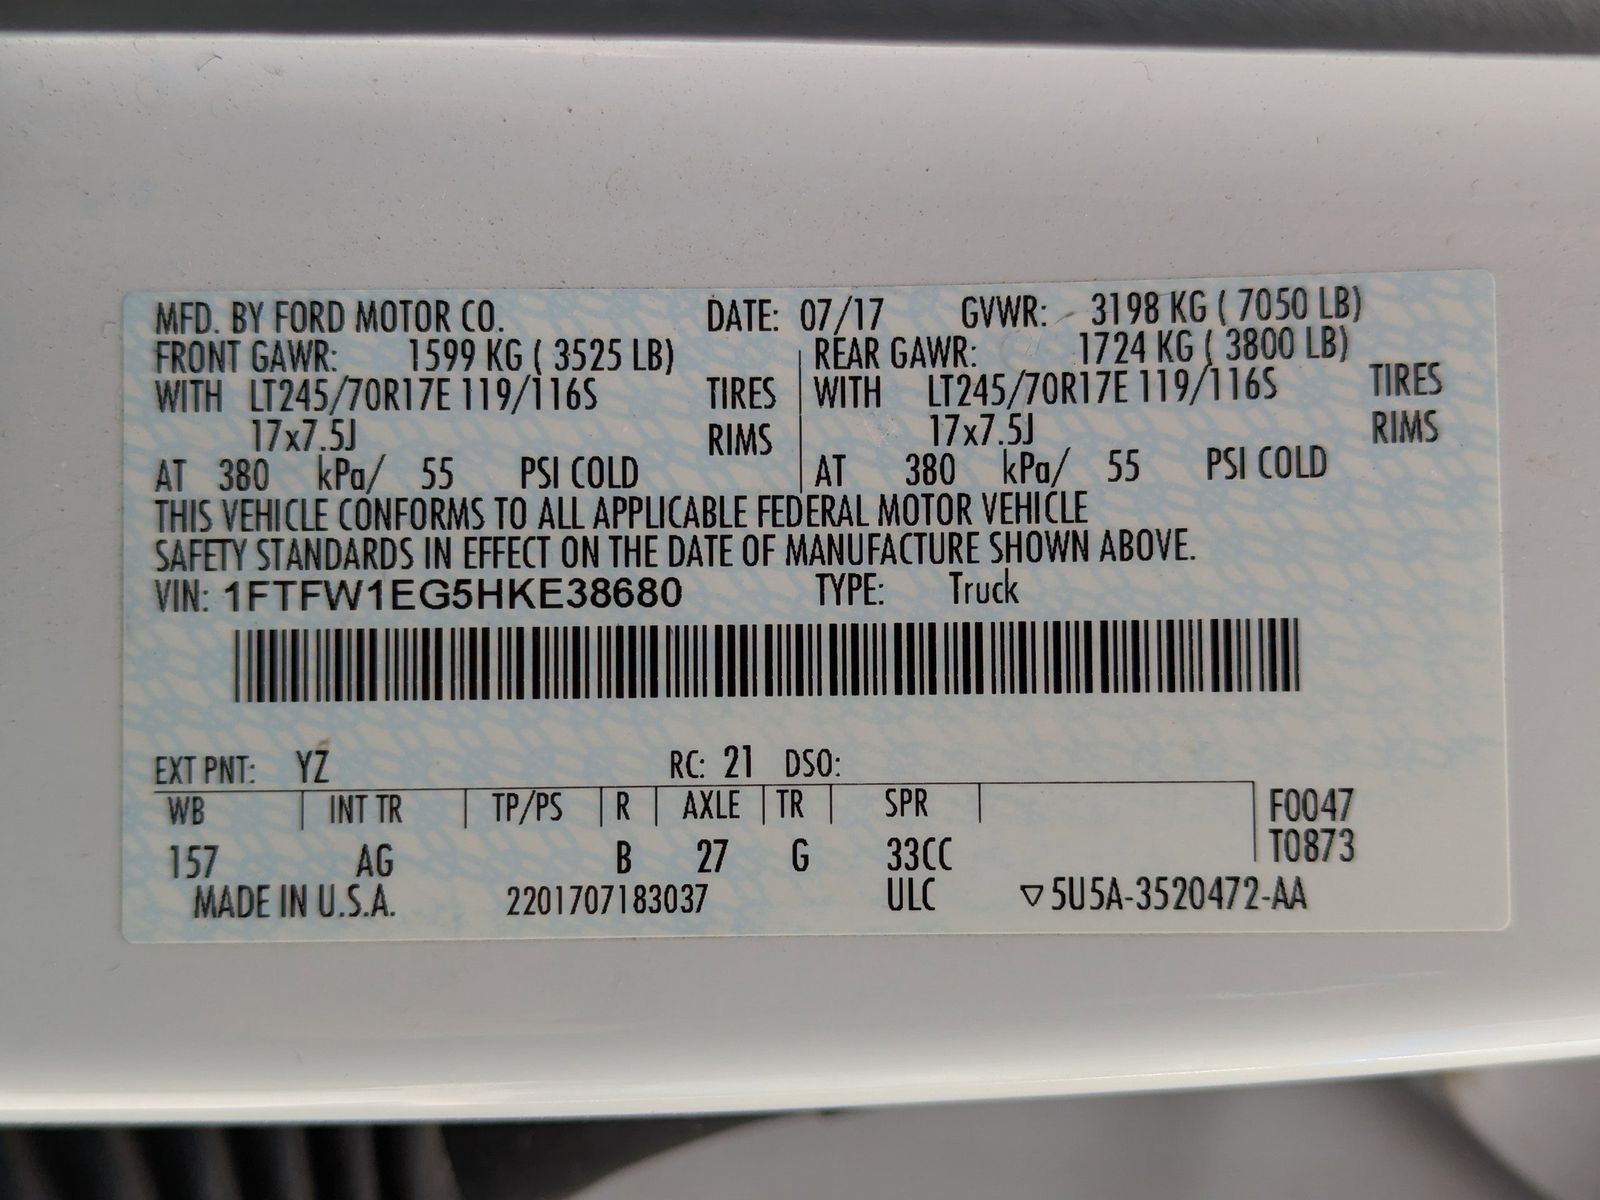 MFD. BY FORD MOTOR CO. DATE: 07/17 GVWR: 3198 KG ( 7050 LB)
FRONT GAWR: 1599 KG ( 3525 LB) REAR GAWR: 1724 KG ( 3800 LB)
WITH LT245/70R17E 119/116S TIRES WITH LT245/70R17E 119/116S TIRES
17x7.5J RIMS 17x7.5J RIMS
AT 380 kPa/ 55 PSI COLD AT 380 kPa/ 55 PSI COLD
THIS VEHICLE CONFORMS TO ALL APPLICABLE FEDERAL MOTOR VEHICLE
SAFETY STANDARDS IN EFFECT ON THE DATE OF MANUFACTURE SHOWN ABOVE.
VIN: 1FTFW1EG5HKE38680 TYPE: Truck
EXT PNT: YZ RC: 21 DSO:
WB INT TR TP/PS R AXLE TR SPR F0047
T0873
157 AG B 27 G 33CC
MADE IN U.S.A. 2201707183037 ULC ▽5U5A-3520472-AA